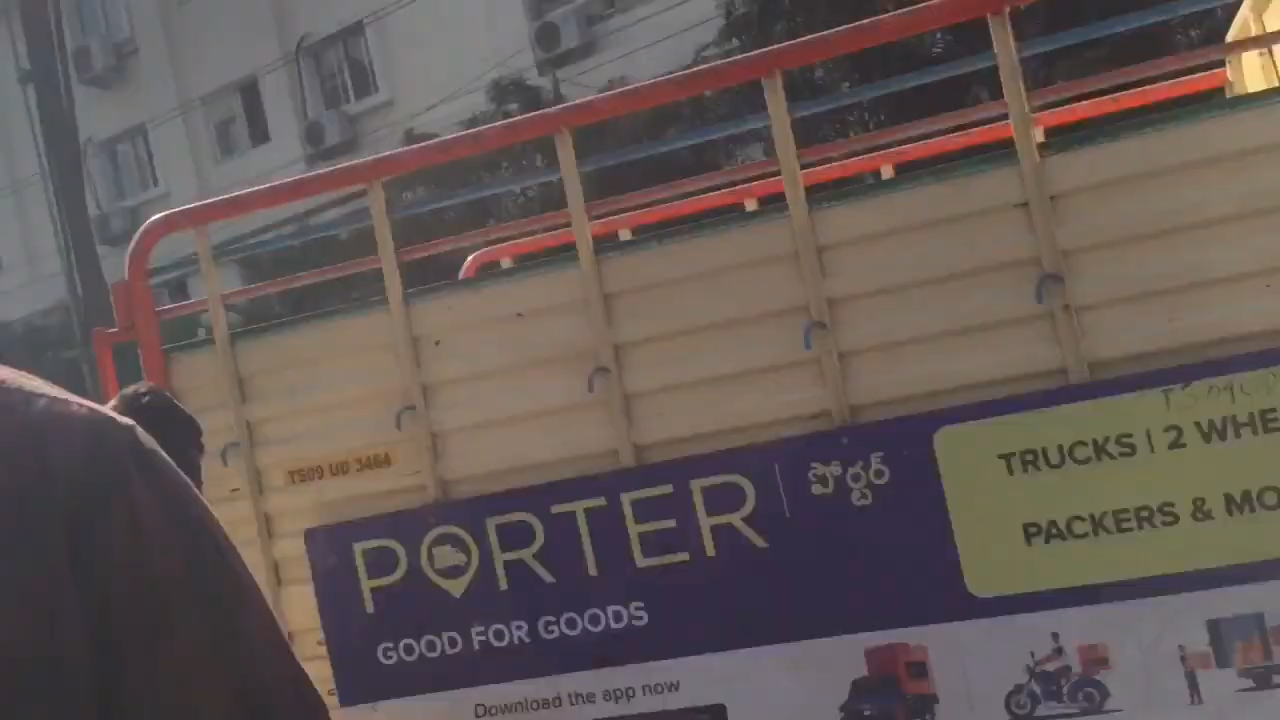 TS09 UD 3464
PORTER | పోర్టర్
GOOD FOR GOODS
TRUCKS | 2 WHE
PACKERS & MO
Download the app now